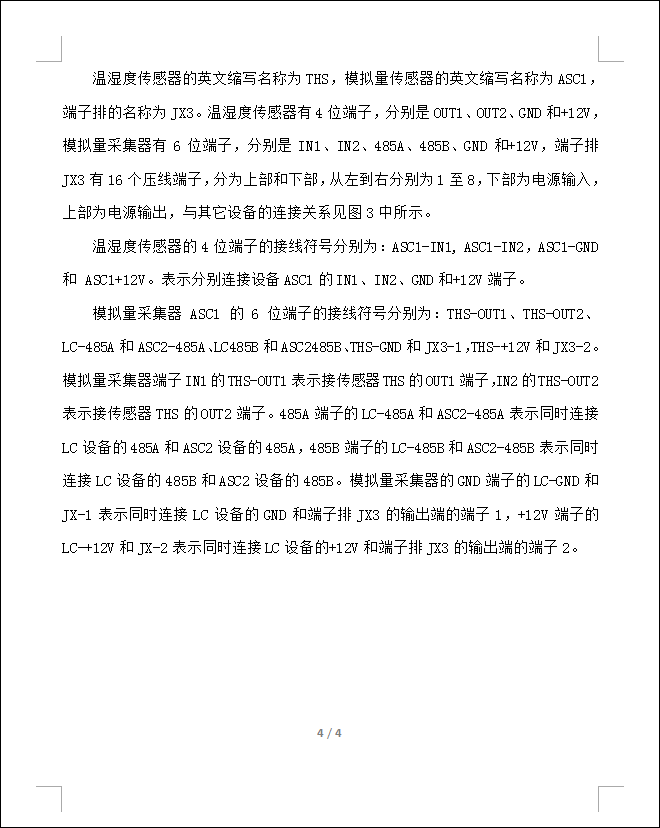 温湿度传感器的英文缩写名称为 THS，模拟量传感器的英文缩写名称为 ASC1，
端子排的名称为 JX3。温湿度传感器有 4 位端子，分别是 OUT1、OUT2、GND 和+12V，
模拟量采集器有 6 位端子，分别是 IN1、IN2、485A、485B、GND 和+12V，端子排
JX3 有 16 个压线端子，分为上部和下部，从左到右分别为 1 至 8，下部为电源输入，
上部为电源输出，与其它设备的连接关系见图 3 中所示。
温湿度传感器的 4 位端子的接线符号分别为：ASC1-IN1, ASC1-IN2，ASC1-GND
和 ASC1+12V。表示分别连接设备 ASC1 的 IN1、IN2、GND 和+12V 端子。
模拟量采集器 ASC1 的 6 位端子的接线符号分别为：THS-OUT1、THS-OUT2、
LC-485A 和 ASC2-485A、LC485B 和 ASC2485B、THS-GND 和 JX3-1，THS-+12V 和 JX3-2。
模拟量采集器端子 IN1 的 THS-OUT1 表示接传感器 THS 的 OUT1 端子，IN2 的 THS-OUT2
表示接传感器 THS 的 OUT2 端子。485A 端子的 LC-485A 和 ASC2-485A 表示同时连接
LC 设备的 485A 和 ASC2 设备的 485A，485B 端子的 LC-485B 和 ASC2-485B 表示同时
连接 LC 设备的 485B 和 ASC2 设备的 485B。模拟量采集器的 GND 端子的 LC-GND 和
JX-1 表示同时连接 LC 设备的 GND 和端子排 JX3 的输出端的端子 1，+12V 端子的
LC-+12V 和 JX-2 表示同时连接 LC 设备的+12V 和端子排 JX3 的输出端的端子 2。
4 / 4